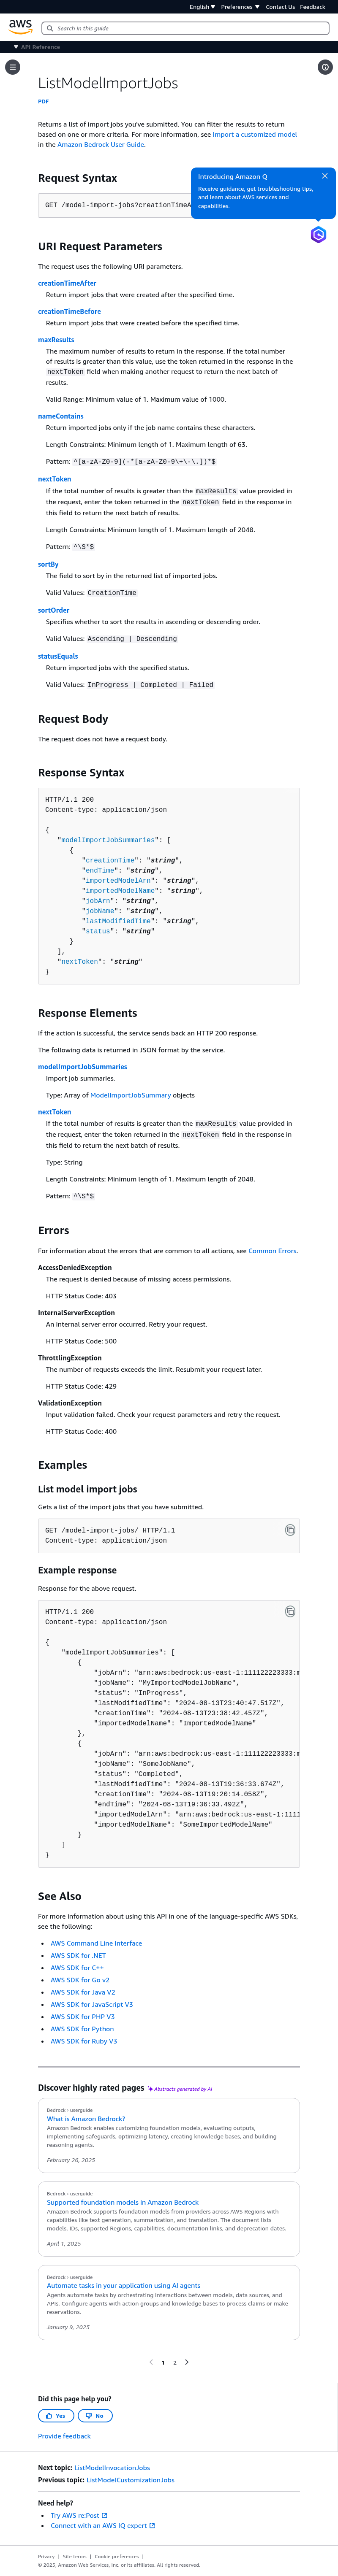 English Preferences Contact Us Feedback
aws
Search in this guide
API Reference
ListModelImportJobs
PDF
Returns a list of import jobs you've submitted. You can filter the results to return
based on one or more criteria. For more information, see Import a customized model
in the Amazon Bedrock User Guide.
Introducing Amazon Q
Receive guidance, get troubleshooting tips,
and learn about AWS services and
capabilities.
Request Syntax
GET /model-import-jobs?creationTimeA
URI Request Parameters
The request uses the following URI parameters.
creationTimeAfter
Return import jobs that were created after the specified time.
creationTimeBefore
Return import jobs that were created before the specified time.
maxResults
The maximum number of results to return in the response. If the total number
of results is greater than this value, use the token returned in the response in the
nextToken field when making another request to return the next batch of
results.
Valid Range: Minimum value of 1. Maximum value of 1000.
nameContains
Return imported jobs only if the job name contains these characters.
Length Constraints: Minimum length of 1. Maximum length of 63.
Pattern: ^[a-zA-Z0-9](-*[a-zA-Z0-9\+\-\.])*$
nextToken
If the total number of results is greater than the maxResults value provided in
the request, enter the token returned in the nextToken field in the response in
this field to return the next batch of results.
Length Constraints: Minimum length of 1. Maximum length of 2048.
Pattern: ^\S*$
sortBy
The field to sort by in the returned list of imported jobs.
Valid Values: CreationTime
sortOrder
Specifies whether to sort the results in ascending or descending order.
Valid Values: Ascending | Descending
statusEquals
Return imported jobs with the specified status.
Valid Values: InProgress | Completed | Failed
Request Body
The request does not have a request body.
Response Syntax
HTTP/1.1 200
Content-type: application/json
{
"modelImportJobSummaries": [
{
"creationTime": "string",
"endTime": "string",
"importedModelArn": "string",
"importedModelName": "string",
"jobArn": "string",
"jobName": "string",
"lastModifiedTime": "string",
"status": "string"
}
],
"nextToken": "string"
}
Response Elements
If the action is successful, the service sends back an HTTP 200 response.
The following data is returned in JSON format by the service.
modelImportJobSummaries
Import job summaries.
Type: Array of ModelImportJobSummary objects
nextToken
If the total number of results is greater than the maxResults value provided in
the request, enter the token returned in the nextToken field in the response in
this field to return the next batch of results.
Type: String
Length Constraints: Minimum length of 1. Maximum length of 2048.
Pattern: ^\S*$
Errors
For information about the errors that are common to all actions, see Common Errors.
AccessDeniedException
The request is denied because of missing access permissions.
HTTP Status Code: 403
InternalServerException
An internal server error occurred. Retry your request.
HTTP Status Code: 500
ThrottlingException
The number of requests exceeds the limit. Resubmit your request later.
HTTP Status Code: 429
ValidationException
Input validation failed. Check your request parameters and retry the request.
HTTP Status Code: 400
Examples
List model import jobs
Gets a list of the import jobs that you have submitted.
GET /model-import-jobs/ HTTP/1.1
Content-type: application/json
Example response
Response for the above request.
HTTP/1.1 200
Content-type: application/json
{
"modelImportJobSummaries": [
{
"jobArn": "arn:aws:bedrock:us-east-1:111122223333:m
"jobName": "MyImportedModelJobName",
"status": "InProgress",
"lastModifiedTime": "2024-08-13T23:40:47.517Z",
"creationTime": "2024-08-13T23:38:42.457Z",
"importedModelName": "ImportedModelName"
},
{
"jobArn": "arn:aws:bedrock:us-east-1:111122223333:m
"jobName": "SomeJobName",
"status": "Completed",
"lastModifiedTime": "2024-08-13T19:36:33.674Z",
"creationTime": "2024-08-13T19:20:14.058Z",
"endTime": "2024-08-13T19:36:33.492Z",
"importedModelArn": "arn:aws:bedrock:us-east-1:1111
"importedModelName": "SomeImportedModelName"
}
]
}
See Also
For more information about using this API in one of the language-specific AWS SDKs,
see the following:
• AWS Command Line Interface
• AWS SDK for .NET
• AWS SDK for C++
• AWS SDK for Go v2
• AWS SDK for Java V2
• AWS SDK for JavaScript V3
• AWS SDK for PHP V3
• AWS SDK for Python
• AWS SDK for Ruby V3
Discover highly rated pages Abstracts generated by AI
Bedrock › userguide
What is Amazon Bedrock?
Amazon Bedrock enables customizing foundation models, evaluating outputs,
implementing safeguards, optimizing latency, creating knowledge bases, and building
reasoning agents.
February 26, 2025
Bedrock › userguide
Supported foundation models in Amazon Bedrock
Amazon Bedrock supports foundation models from providers across AWS Regions with
capabilities like text generation, summarization, and translation. The document lists
models, IDs, supported Regions, capabilities, documentation links, and deprecation dates.
April 1, 2025
Bedrock › userguide
Automate tasks in your application using AI agents
Agents automate tasks by orchestrating interactions between models, data sources, and
APIs. Configure agents with action groups and knowledge bases to process claims or make
reservations.
January 9, 2025
1 2
Did this page help you?
Yes No
Provide feedback
Next topic: ListModelInvocationJobs
Previous topic: ListModelCustomizationJobs
Need help?
• Try AWS re:Post
• Connect with an AWS IQ expert
Privacy | Site terms | Cookie preferences |
© 2025, Amazon Web Services, Inc. or its affiliates. All rights reserved.